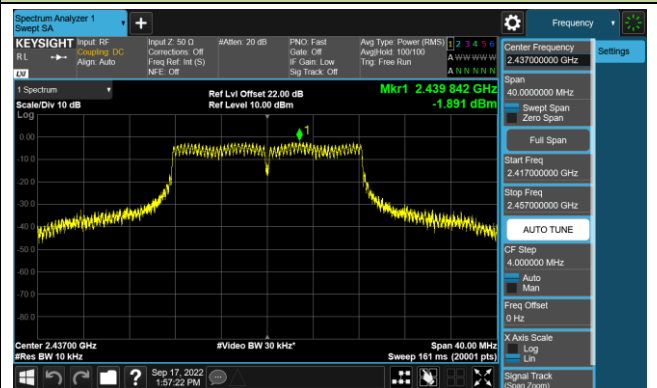 Spectrum Analyzer 1
Swept SA
Frequency
KEYSIGHT
RL
Input: RF
Coupling: DC
Align: Auto
Input Z: 50 Ω
Corrections: Off
Freq Ref: Int (S)
NFE: Off
#Atten: 20 dB
PNO: Fast
Gate: Off
IF Gain: Low
Sig Track: Off
Avg Type: Power (RMS)
Avg|Hold: 100/100
Trig: Free Run
1 2 3 4 5 6
A W W W W W
A N N N N N
LXI
1 Spectrum
Scale/Div 10 dB
Log
Ref Lvl Offset 22.00 dB
Ref Level 10.00 dBm
Mkr1 2.439 842 GHz
-1.891 dBm
1
0.00
-10.0
-20.0
-30.0
-40.0
-50.0
-60.0
-70.0
-80.0
Center 2.43700 GHz
#Res BW 10 kHz
#Video BW 30 kHz*
Span 40.00 MHz
Sweep 161 ms (20001 pts)
Sep 17, 2022
1:57:22 PM
Center Frequency
2.437000000 GHz
Settings
Span
40.0000000 MHz
Swept Span
Zero Span
Full Span
Start Freq
2.417000000 GHz
Stop Freq
2.457000000 GHz
AUTO TUNE
CF Step
4.000000 MHz
Auto
Man
Freq Offset
0 Hz
X Axis Scale
Log
Lin
Signal Track
(Span Zoom)